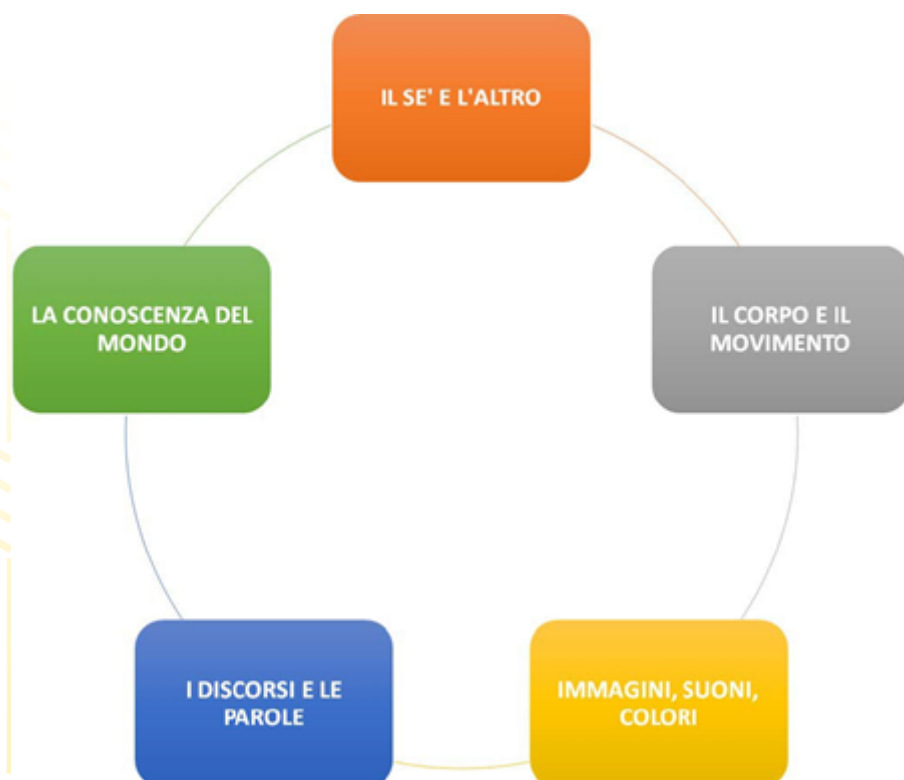 IL SE' E L'ALTRO
IL CORPO E IL
MOVIMENTO
IMMAGINI, SUONI,
COLORI
I DISCORSI E LE
PAROLE
LA CONOSCENZA DEL
MONDO